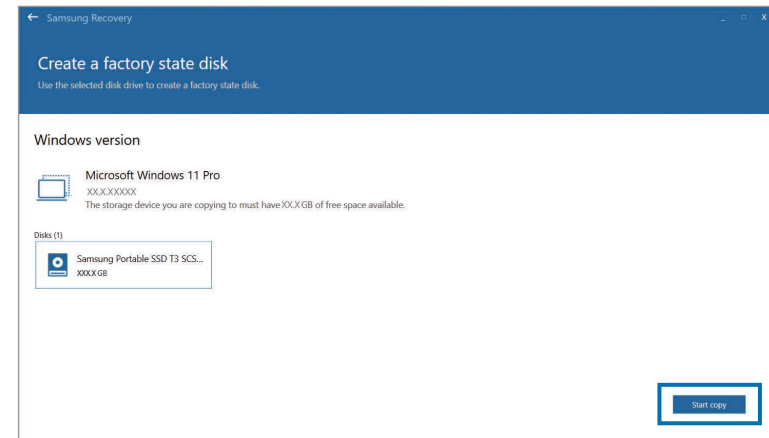 Samsung Recovery
Create a factory state disk
Use the selected disk drive to create a factory state disk.
Windows version
Microsoft Windows 11 Pro
XX.X.XXXXX
The storage device you are copying to must have XX.X GB of free space available.
Disks (1)
Samsung Portable SSD T3 SCS...
XXX.X GB
Start copy